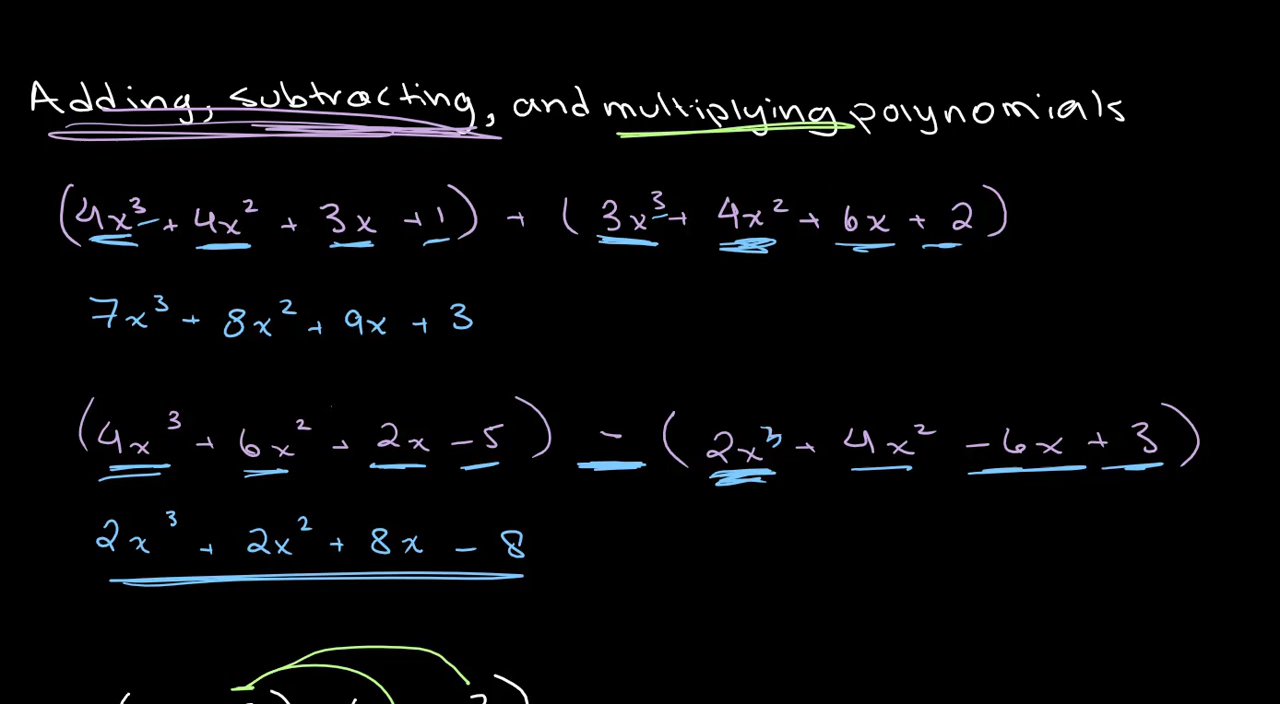 Adding, subtracting, and multiplying polynomials
(4x³ + 4x² + 3x + 1) + (3x³ + 4x² + 6x + 2)
7x³ + 8x² + 9x + 3
(4x³ + 6x² + 2x - 5) - (2x³ + 4x² - 6x + 3)
2x³ + 2x² + 8x - 8